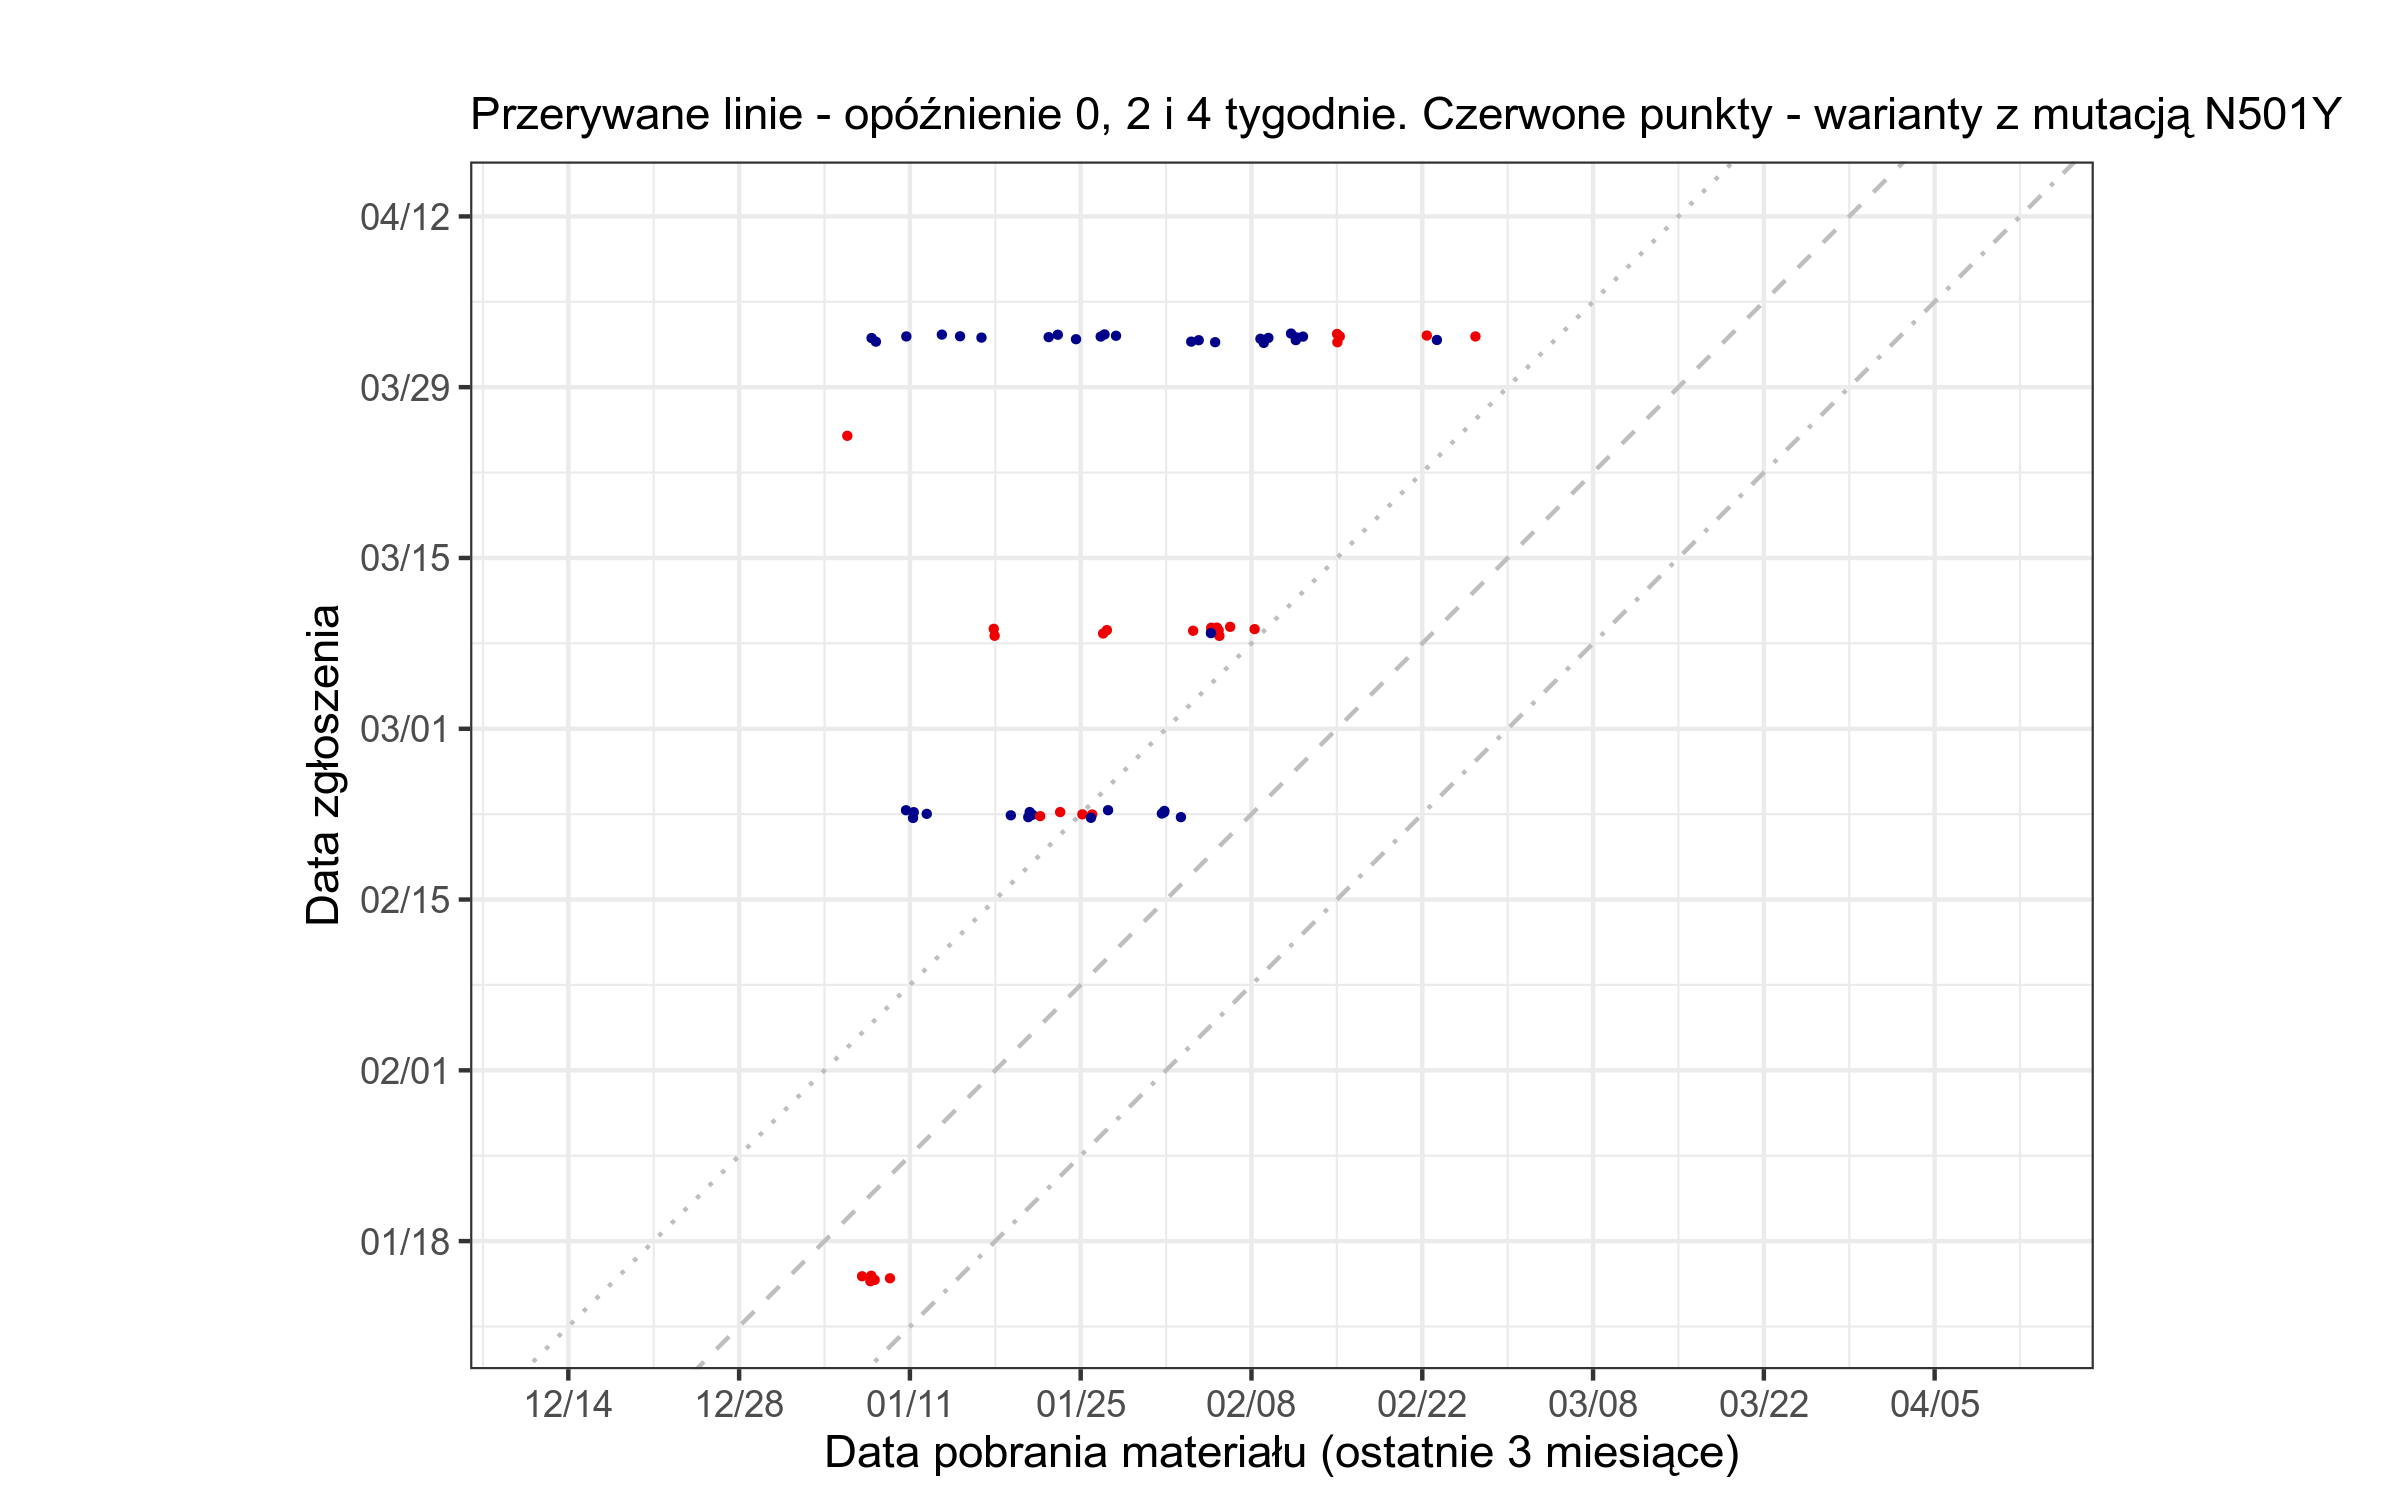 Przerywane linie - opóźnienie 0, 2 i 4 tygodnie. Czerwone punkty - warianty z mutacją N501Y
Data zgłoszenia
04/12
03/29
03/15
03/01
02/15
02/01
01/18
12/14 12/28 01/11 01/25 02/08 02/22 03/08 03/22 04/05
Data pobrania materiału (ostatnie 3 miesiące)